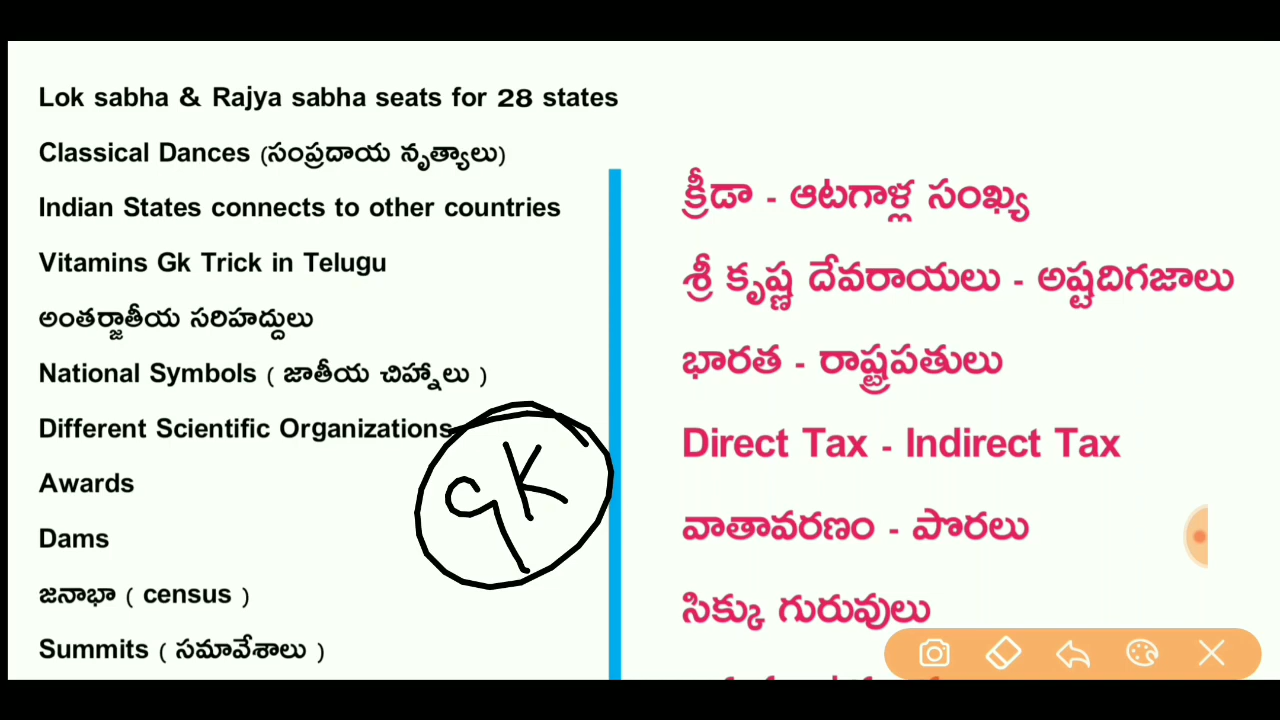 Lok sabha & Rajya sabha seats for 28 states
Classical Dances (సంప్రదాయ నృత్యాలు)
Indian States connects to other countries
Vitamins Gk Trick in Telugu
అంతర్జాతీయ సరిహద్దులు
National Symbols ( జాతీయ చిహ్నాలు )
Different Scientific Organizations
Awards
Dams
జనాభా ( census )
Summits ( సమావేశాలు )
GK
క్రీడా - ఆటగాళ్ల సంఖ్య
శ్రీ కృష్ణ దేవరాయలు - అష్టదిగజాలు
భారత - రాష్ట్రపతులు
Direct Tax - Indirect Tax
వాతావరణం - పొరలు
సిక్కు గురువులు